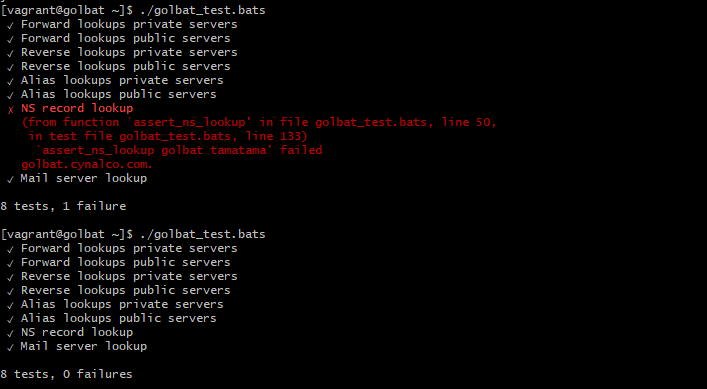 [vagrant@golbat ~]$ ./golbat_test.bats
✓ Forward lookups private servers
✓ Forward lookups public servers
✓ Reverse lookups private servers
✓ Reverse lookups public servers
✓ Alias lookups private servers
✓ Alias lookups public servers
✗ NS record lookup
(from function `assert_ns_lookup' in file golbat_test.bats, line 50,
in test file golbat_test.bats, line 133)
`assert_ns_lookup golbat tamatama' failed
golbat.cynalco.com.
✓ Mail server lookup
8 tests, 1 failure
[vagrant@golbat ~]$ ./golbat_test.bats
✓ Forward lookups private servers
✓ Forward lookups public servers
✓ Reverse lookups private servers
✓ Reverse lookups public servers
✓ Alias lookups private servers
✓ Alias lookups public servers
✓ NS record lookup
✓ Mail server lookup
8 tests, 0 failures